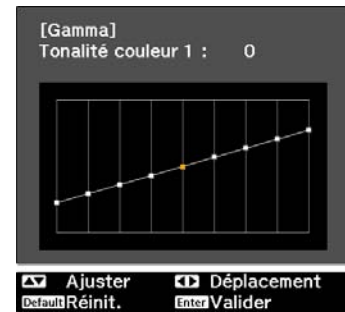 [Gamma]
Tonalité couleur 1 : 0
Ajuster Déplacement
Default Réinit. Enter Valider